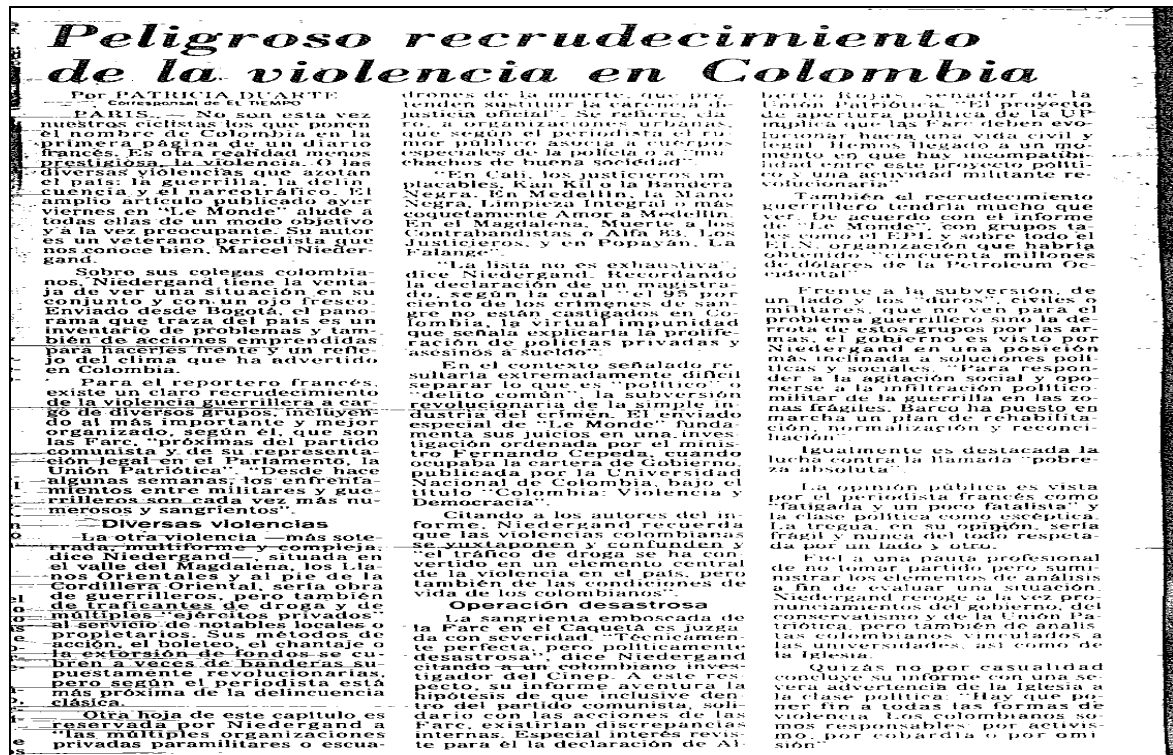 Peligroso recrudecimiento
de la violencia en Colombia
Por PATRICIA DUARTE
Corresponsal de EL TIEMPO
PARIS.— No son esta vez
nuestros ciclistas los que ponen
el nombre de Colombia en la
primera página de un diario
francés. Es otra realidad menos
prestigiosa, la violencia. O las
diversas violencias que azotan
el país: la guerrilla, la delin-
cuencia y el narcotráfico. El
amplio artículo publicado ayer
viernes en "Le Monde" alude a
todas ellas de un modo objetivo
y a la vez preocupante. Su autor
es un veterano periodista que
nos conoce bien, Marcel Nieder-
gand.
Sobre sus colegas colombia-
nos, Niedergand tiene la venta-
ja de ver una situación en su
conjunto y con un ojo fresco.
Enviado desde Bogotá, el pano-
rama que traza del país es un
inventario de problemas y tam-
bién de acciones emprendidas
para hacerles frente y un refle-
jo del clima que ha advertido
en Colombia.
Para el reportero francés,
existe un claro recrudecimiento
de la violencia guerrillera a car-
go de diversos grupos, incluyen-
do al más importante y mejor
organizado, según él, que son
las Farc, "próximas del partido
comunista y de su representa-
ción legal en el Parlamento, la
Unión Patriótica". "Desde hace
algunas semanas, los enfrenta-
mientos entre militares y gue-
rrilleros son cada vez más nu-
merosos y sangrientos".
Diversas violencias
La otra violencia —más sote-
rrada, multiforme y compleja,
dice Niedergand—, situada en
el valle del Magdalena, los Lla-
nos Orientales y al pie de la
Cordillera Oriental, sería obra
de guerrilleros, pero también
de traficantes de droga y de
múltiples "ejércitos privados"
al servicio de notables locales o
propietarios. Sus métodos de
acción, el boleteo, el chantaje o
la extorsión de fondos se cu-
bren a veces de banderas su-
puestamente revolucionarias,
pero según el periodista está
más próxima de la delincuencia
clásica.
Otra hoja de este capítulo es
reservada por Niedergand a
"las múltiples organizaciones
privadas paramilitares o escua-
drones de la muerte, que pre-
tenden sustituir la carencia de
justicia oficial". Se refiere, cla-
ro, a organizaciones urbanas,
que según el periodista el ru-
mor público asocia a cuerpos
especiales de la policía o a "mu-
chachos de buena sociedad".
"En Cali, los justicieros im-
placables, Kan Kil o la Bandera
Negra. En Medellín, la Mano
Negra, Limpieza Integral o más
coquetamente Amor a Medellín.
En el Magdalena, Muerte a los
Contrabandistas o Alfa 83, Los
Justicieros, y en Popayán, La
Falange".
"La lista no es exhaustiva",
dice Niedergand. Recordando
la declaración de un magistra-
do, según la cual "el 95 por
ciento de los crímenes de san-
gre no están castigados en Co-
lombia, la virtual impunidad
que señala explicaría la prolife-
ración de policías privadas y
asesinos a sueldo".
En el contexto señalado re-
sultaría extremadamente difícil
separar lo que es "político" o
"delito común", la subversión
revolucionaria de la simple in-
dustria del crimen. El enviado
especial de "Le Monde" funda-
menta sus juicios en una inves-
tigación ordenada por el minis-
tro Fernando Cepeda, cuando
ocupaba la cartera de Gobierno,
publicada por la Universidad
Nacional de Colombia, bajo el
título "Colombia: Violencia y
Democracia".
Citando a los autores del in-
forme, Niedergand recuerda
que las violencias colombianas
se yuxtaponen y confunden y
"el tráfico de droga se ha con-
vertido en un elemento central
de la violencia en el país, pero
también de las condiciones de
vida de los colombianos".
Operación desastrosa
La sangrienta emboscada de
la Farc en el Caquetá es juzga-
da con severidad. "Técnicamen-
te perfecta, pero políticamente
desastrosa", dice Niedergand
citando a un colombiano inves-
tigador del Cinep. A este res-
pecto, su informe aventura la
hipótesis de que inclusive den-
tro del partido comunista, soli-
dario con las acciones de las
Farc, existirían discrepancias
internas. Especial interés revis-
te para él la declaración de Al-
berto Rojas, senador de la
Unión Patriótica. "El proyecto
de apertura política de la UP
implica que las Farc deben evo-
lucionar hacia una vida civil y
legal. Hemos llegado a un mo-
mento en que hay incompatibi-
lidad entre este proyecto políti-
co y una actividad militante re-
volucionaria".
También el recrudecimiento
guerrillero tendría mucho que
ver. De acuerdo con el informe
de "Le Monde", con grupos ta-
les como el EPL y sobre todo el
ELN, organización que habría
obtenido "cincuenta millones
de dólares de la Petroleum Oc-
cidental".
Frente a la subversión, de
un lado y los "duros", civiles o
militares, que no ven para el
problema guerrillero sino la de-
rrota de estos grupos por las ar-
mas, el gobierno es visto por
Niedergand en una posición
más inclinada a soluciones polí-
ticas y sociales. "Para respon-
der a la agitación social y opo-
nerse a la infiltración político-
militar de la guerrilla en las zo-
nas frágiles, Barco ha puesto en
marcha un plan de rehabilita-
ción, normalización y reconci-
liación".
Igualmente es destacada la
lucha contra la llamada "pobre-
za absoluta".
La opinión pública es vista
por el periodista francés como
"fatigada y un poco fatalista" y
la clase política como escéptica.
La tregua, en su opinión, sería
frágil y nunca del todo respeta-
da por un lado y otro.
Fiel a una pauta profesional
de no tomar partido pero sumi-
nistrar los elementos de análisis
a fin de evaluar una situación,
Niedergand recoge a la vez pro-
nunciamientos del gobierno, del
conservatismo y de la Unión Pa-
triótica, pero también de analis-
tas colombianos vinculados a
las universidades, así como de
la Iglesia.
Quizás no por casualidad
concluye su informe con una se-
vera advertencia de la Iglesia a
la clase política. "Hay que po-
ner fin a todas las formas de
violencia. Los colombianos so-
mos responsables, por activis-
mo, por cobardía o por omi-
sión".